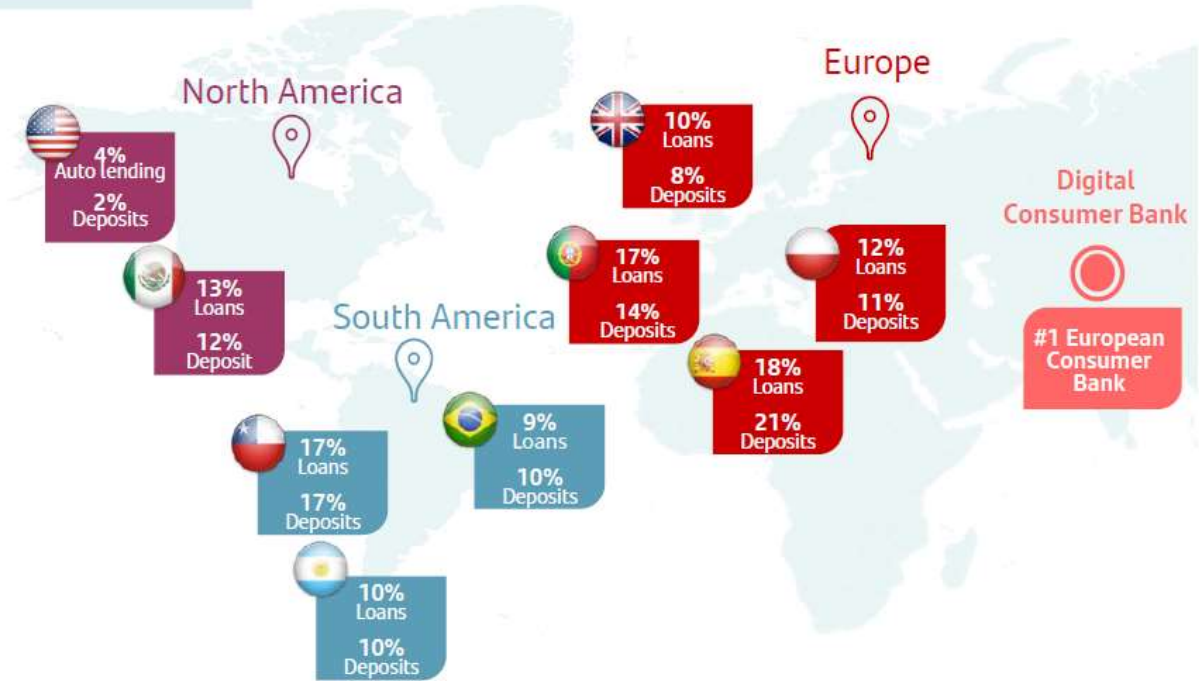 North America
4%
Auto lending
2%
Deposits
13%
Loans
12%
Deposit
South America
17%
Loans
17%
Deposits
9%
Loans
10%
Deposits
10%
Loans
10%
Deposits
Europe
10%
Loans
8%
Deposits
17%
Loans
14%
Deposits
12%
Loans
11%
Deposits
18%
Loans
21%
Deposits
Digital
Consumer Bank
#1 European
Consumer
Bank